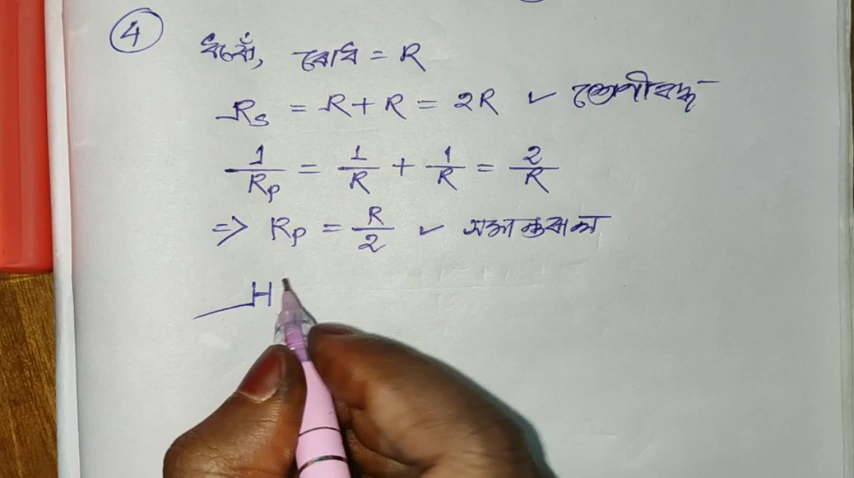 ④
ধৰোঁ, ৰোধ = R
Rs = R + R = 2R ✓ শ্ৰেণীবদ্ধ
1/Rp = 1/R + 1/R = 2/R
=> Rp = R/2 ✓ সমান্তৰাল
H